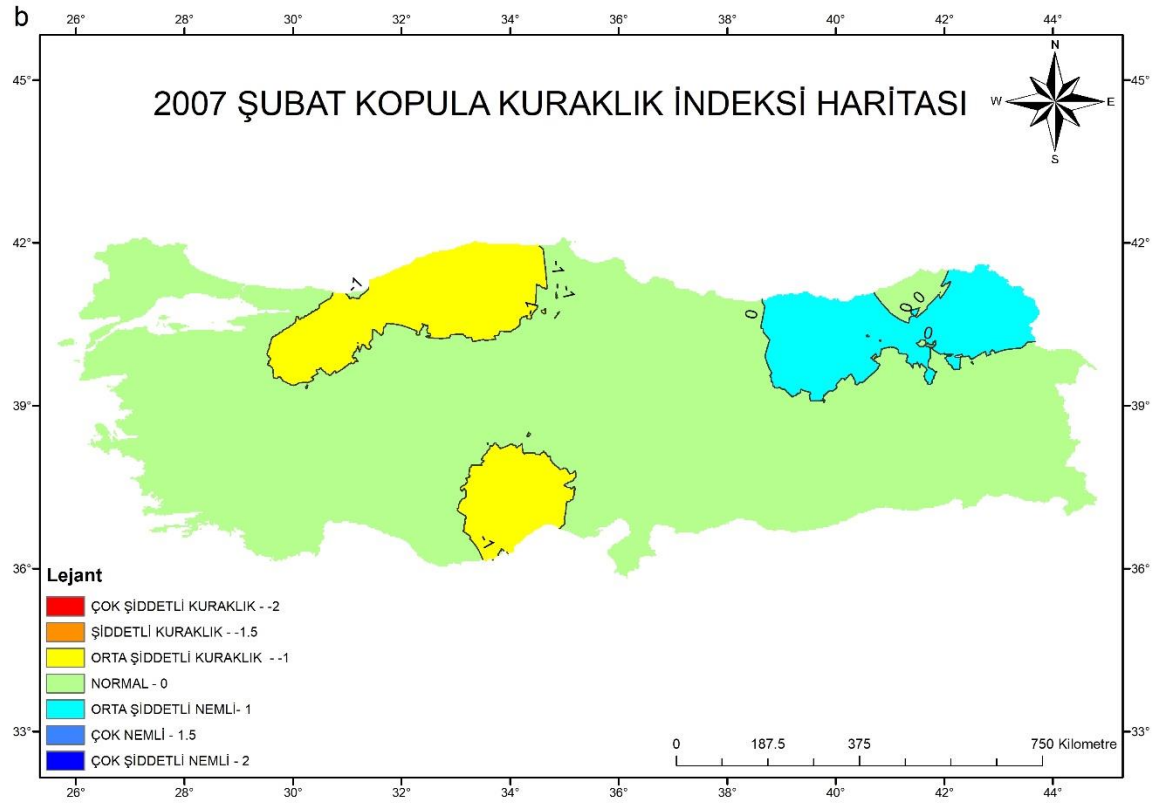 b
26° 28° 30° 32° 34° 36° 38° 40° 42° 44°
N
W E
S
2007 ŞUBAT KOPULA KURAKLIK İNDEKSİ HARİTASI
45° 45°
42° 42°
39° 39°
36° 36°
33° 33°
-1
-1
-1
-1
0
0
0
0
-1
Lejant
ÇOK ŞİDDETLİ KURAKLIK - -2
ŞİDDETLİ KURAKLIK - -1.5
ORTA ŞİDDETLİ KURAKLIK - -1
NORMAL - 0
ORTA ŞİDDETLİ NEMLİ- 1
ÇOK NEMLİ - 1.5
ÇOK ŞİDDETLİ NEMLİ - 2
0 187.5 375 750 Kilometre
26° 28° 30° 32° 34° 36° 38° 40° 42° 44°